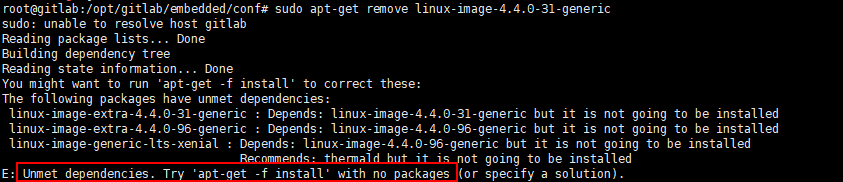 root@gitlab:/opt/gitlab/embedded/conf# sudo apt-get remove linux-image-4.4.0-31-generic
sudo: unable to resolve host gitlab
Reading package lists... Done
Building dependency tree
Reading state information... Done
You might want to run 'apt-get -f install' to correct these:
The following packages have unmet dependencies:
 linux-image-extra-4.4.0-31-generic : Depends: linux-image-4.4.0-31-generic but it is not going to be installed
 linux-image-extra-4.4.0-96-generic : Depends: linux-image-4.4.0-96-generic but it is not going to be installed
 linux-image-generic-lts-xenial : Depends: linux-image-4.4.0-96-generic but it is not going to be installed
                                  Recommends: thermald but it is not going to be installed
E: Unmet dependencies. Try 'apt-get -f install' with no packages (or specify a solution).